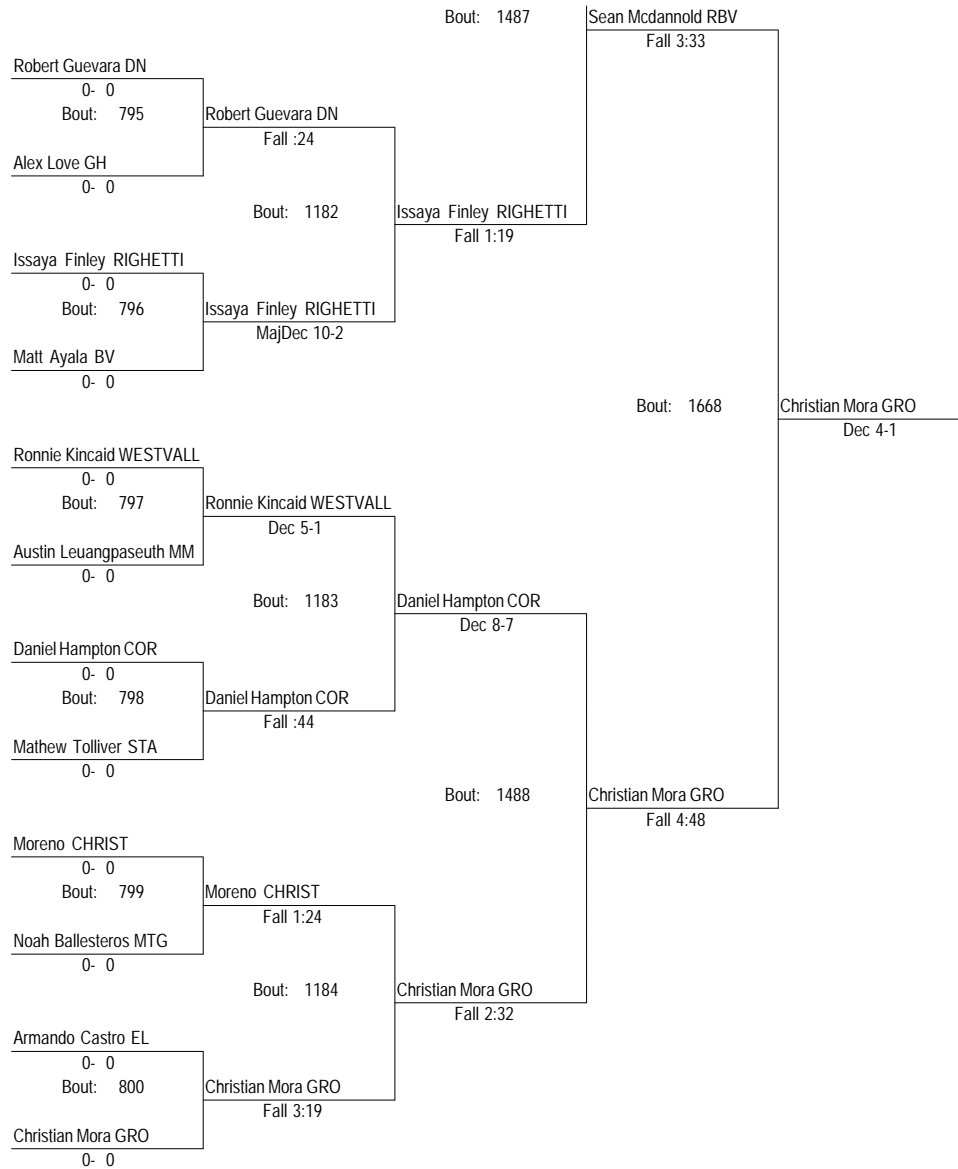 Bout: 1487 Sean Mcdannold RBV
Fall 3:33
Robert Guevara DN
0- 0
Bout: 795 Robert Guevara DN
Fall :24
Alex Love GH
0- 0
Bout: 1182 Issaya Finley RIGHETTI
Fall 1:19
Issaya Finley RIGHETTI
0- 0
Bout: 796 Issaya Finley RIGHETTI
MajDec 10-2
Matt Ayala BV
0- 0
Bout: 1668 Christian Mora GRO
Dec 4-1
Ronnie Kincaid WESTVALL
0- 0
Bout: 797 Ronnie Kincaid WESTVALL
Dec 5-1
Austin Leuangpaseuth MM
0- 0
Bout: 1183 Daniel Hampton COR
Dec 8-7
Daniel Hampton COR
0- 0
Bout: 798 Daniel Hampton COR
Fall :44
Mathew Tolliver STA
0- 0
Bout: 1488 Christian Mora GRO
Fall 4:48
Moreno CHRIST
0- 0
Bout: 799 Moreno CHRIST
Fall 1:24
Noah Ballesteros MTG
0- 0
Bout: 1184 Christian Mora GRO
Fall 2:32
Armando Castro EL
0- 0
Bout: 800 Christian Mora GRO
Fall 3:19
Christian Mora GRO
0- 0